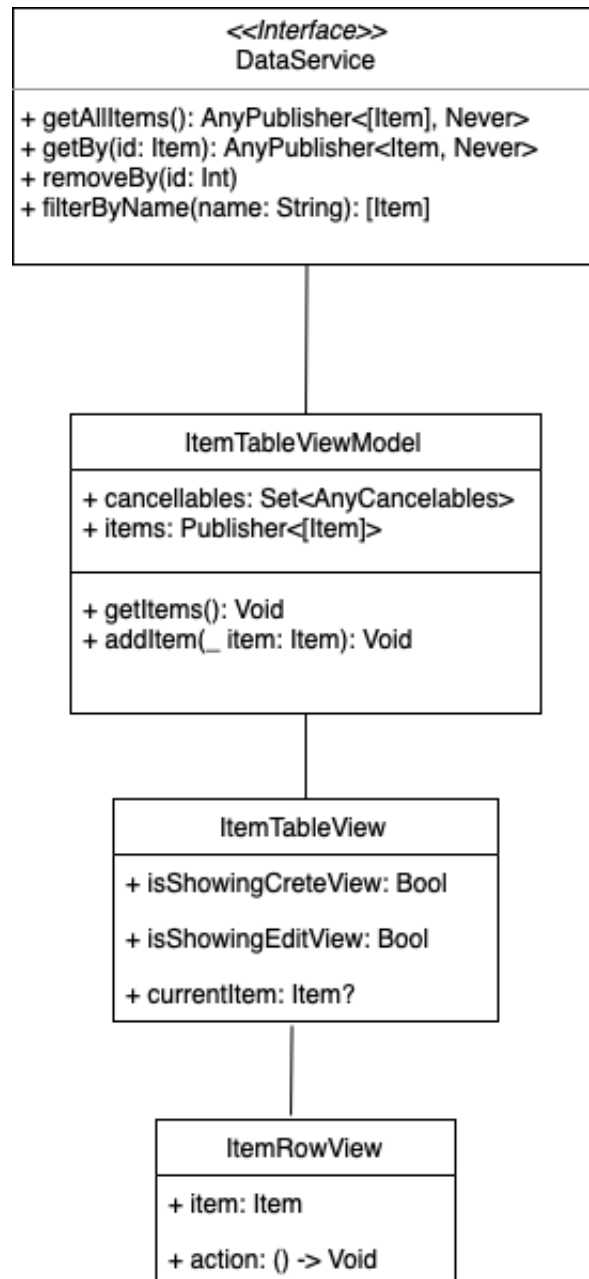 <<Interface>>
DataService
+ getAllItems(): AnyPublisher<[Item], Never>
+ getBy(id: Item): AnyPublisher<Item, Never>
+ removeBy(id: Int)
+ filterByName(name: String): [Item]
ItemTableViewModel
+ cancellables: Set<AnyCancelables>
+ items: Publisher<[Item]>
+ getItems(): Void
+ addItem(_ item: Item): Void
ItemTableView
+ isShowingCreteView: Bool
+ isShowingEditView: Bool
+ currentItem: Item?
ItemRowView
+ item: Item
+ action: () -> Void